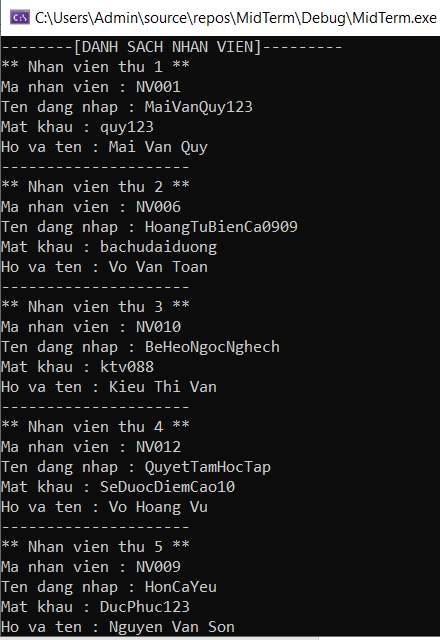 C:\Users\Admin\source\repos\MidTerm\Debug\MidTerm.exe
--------[DANH SACH NHAN VIEN]---------
** Nhan vien thu 1 **
Ma nhan vien : NV001
Ten dang nhap : MaiVanQuy123
Mat khau : quy123
Ho va ten : Mai Van Quy
---------------------
** Nhan vien thu 2 **
Ma nhan vien : NV006
Ten dang nhap : HoangTuBienCa0909
Mat khau : bachudaiduong
Ho va ten : Vo Van Toan
---------------------
** Nhan vien thu 3 **
Ma nhan vien : NV010
Ten dang nhap : BeHeoNgocNghech
Mat khau : ktv088
Ho va ten : Kieu Thi Van
---------------------
** Nhan vien thu 4 **
Ma nhan vien : NV012
Ten dang nhap : QuyetTamHocTap
Mat khau : SeDuocDiemCao10
Ho va ten : Vo Hoang Vu
---------------------
** Nhan vien thu 5 **
Ma nhan vien : NV009
Ten dang nhap : HonCaYeu
Mat khau : DucPhuc123
Ho va ten : Nguyen Van Son